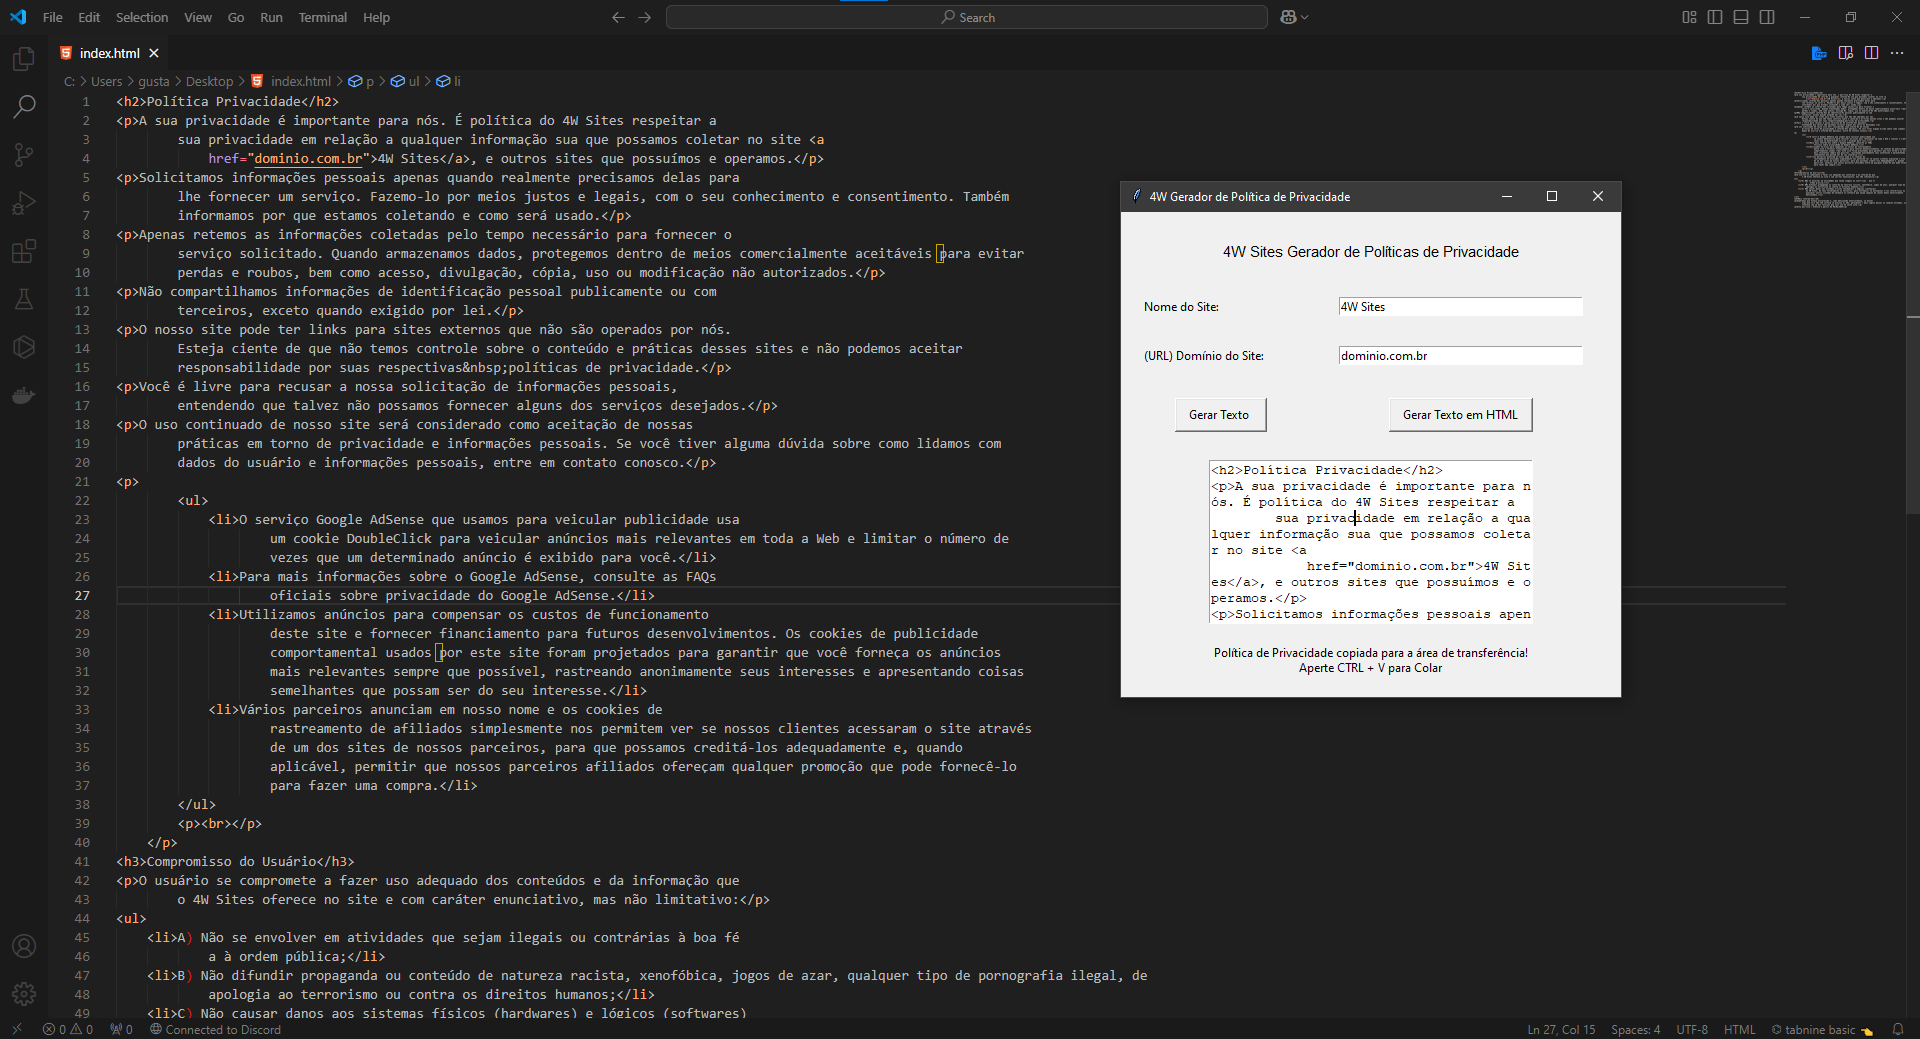 File Edit Selection View Go Run Terminal Help
Search
index.html
C: > Users > gusta > Desktop > index.html > p > ul > li
1 <h2>Política Privacidade</h2>
2 <p>A sua privacidade é importante para nós. É política do 4W Sites respeitar a
3 sua privacidade em relação a qualquer informação sua que possamos coletar no site <a
4 href="dominio.com.br">4W Sites</a>, e outros sites que possuímos e operamos.</p>
5 <p>Solicitamos informações pessoais apenas quando realmente precisamos delas para
6 lhe fornecer um serviço. Fazemo-lo por meios justos e legais, com o seu conhecimento e consentimento. Também
7 informamos por que estamos coletando e como será usado.</p>
8 <p>Apenas retemos as informações coletadas pelo tempo necessário para fornecer o
9 serviço solicitado. Quando armazenamos dados, protegemos dentro de meios comercialmente aceitáveis para evitar
10 perdas e roubos, bem como acesso, divulgação, cópia, uso ou modificação não autorizados.</p>
11 <p>Não compartilhamos informações de identificação pessoal publicamente ou com
12 terceiros, exceto quando exigido por lei.</p>
13 <p>O nosso site pode ter links para sites externos que não são operados por nós.
14 Esteja ciente de que não temos controle sobre o conteúdo e práticas desses sites e não podemos aceitar
15 responsabilidade por suas respectivas&nbsp;políticas de privacidade.</p>
16 <p>Você é livre para recusar a nossa solicitação de informações pessoais,
17 entendendo que talvez não possamos fornecer alguns dos serviços desejados.</p>
18 <p>O uso continuado de nosso site será considerado como aceitação de nossas
19 práticas em torno de privacidade e informações pessoais. Se você tiver alguma dúvida sobre como lidamos com
20 dados do usuário e informações pessoais, entre em contato conosco.</p>
21 <p>
22 <ul>
23 <li>O serviço Google AdSense que usamos para veicular publicidade usa
24 um cookie DoubleClick para veicular anúncios mais relevantes em toda a Web e limitar o número de
25 vezes que um determinado anúncio é exibido para você.</li>
26 <li>Para mais informações sobre o Google AdSense, consulte as FAQs
27 oficiais sobre privacidade do Google AdSense.</li>
28 <li>Utilizamos anúncios para compensar os custos de funcionamento
29 deste site e fornecer financiamento para futuros desenvolvimentos. Os cookies de publicidade
30 comportamental usados por este site foram projetados para garantir que você forneça os anúncios
31 mais relevantes sempre que possível, rastreando anonimamente seus interesses e apresentando coisas
32 semelhantes que possam ser do seu interesse.</li>
33 <li>Vários parceiros anunciam em nosso nome e os cookies de
34 rastreamento de afiliados simplesmente nos permitem ver se nossos clientes acessaram o site através
35 de um dos sites de nossos parceiros, para que possamos creditá-los adequadamente e, quando
36 aplicável, permitir que nossos parceiros afiliados ofereçam qualquer promoção que pode fornecê-lo
37 para fazer uma compra.</li>
38 </ul>
39 <p><br></p>
40 </p>
41 <h3>Compromisso do Usuário</h3>
42 <p>O usuário se compromete a fazer uso adequado dos conteúdos e da informação que
43 o 4W Sites oferece no site e com caráter enunciativo, mas não limitativo:</p>
44 <ul>
45 <li>A) Não se envolver em atividades que sejam ilegais ou contrárias à boa fé
46 a à ordem pública;</li>
47 <li>B) Não difundir propaganda ou conteúdo de natureza racista, xenofóbica, jogos de azar, qualquer tipo de pornografia ilegal, de
48 apologia ao terrorismo ou contra os direitos humanos;</li>
49 <li>C) Não causar danos aos sistemas físicos (hardwares) e lógicos (softwares)
4W Gerador de Política de Privacidade
4W Sites Gerador de Políticas de Privacidade
Nome do Site: 4W Sites
(URL) Domínio do Site: dominio.com.br
Gerar Texto Gerar Texto em HTML
<h2>Política Privacidade</h2>
<p>A sua privacidade é importante para n
ós. É política do 4W Sites respeitar a
sua privacidade em relação a qua
lquer informação sua que possamos coleta
r no site <a
href="dominio.com.br">4W Sit
es</a>, e outros sites que possuímos e o
peramos.</p>
<p>Solicitamos informações pessoais apen
Política de Privacidade copiada para a área de transferência!
Aperte CTRL + V para Colar
0 0 0 Connected to Discord Ln 27, Col 15 Spaces: 4 UTF-8 HTML tabnine basic